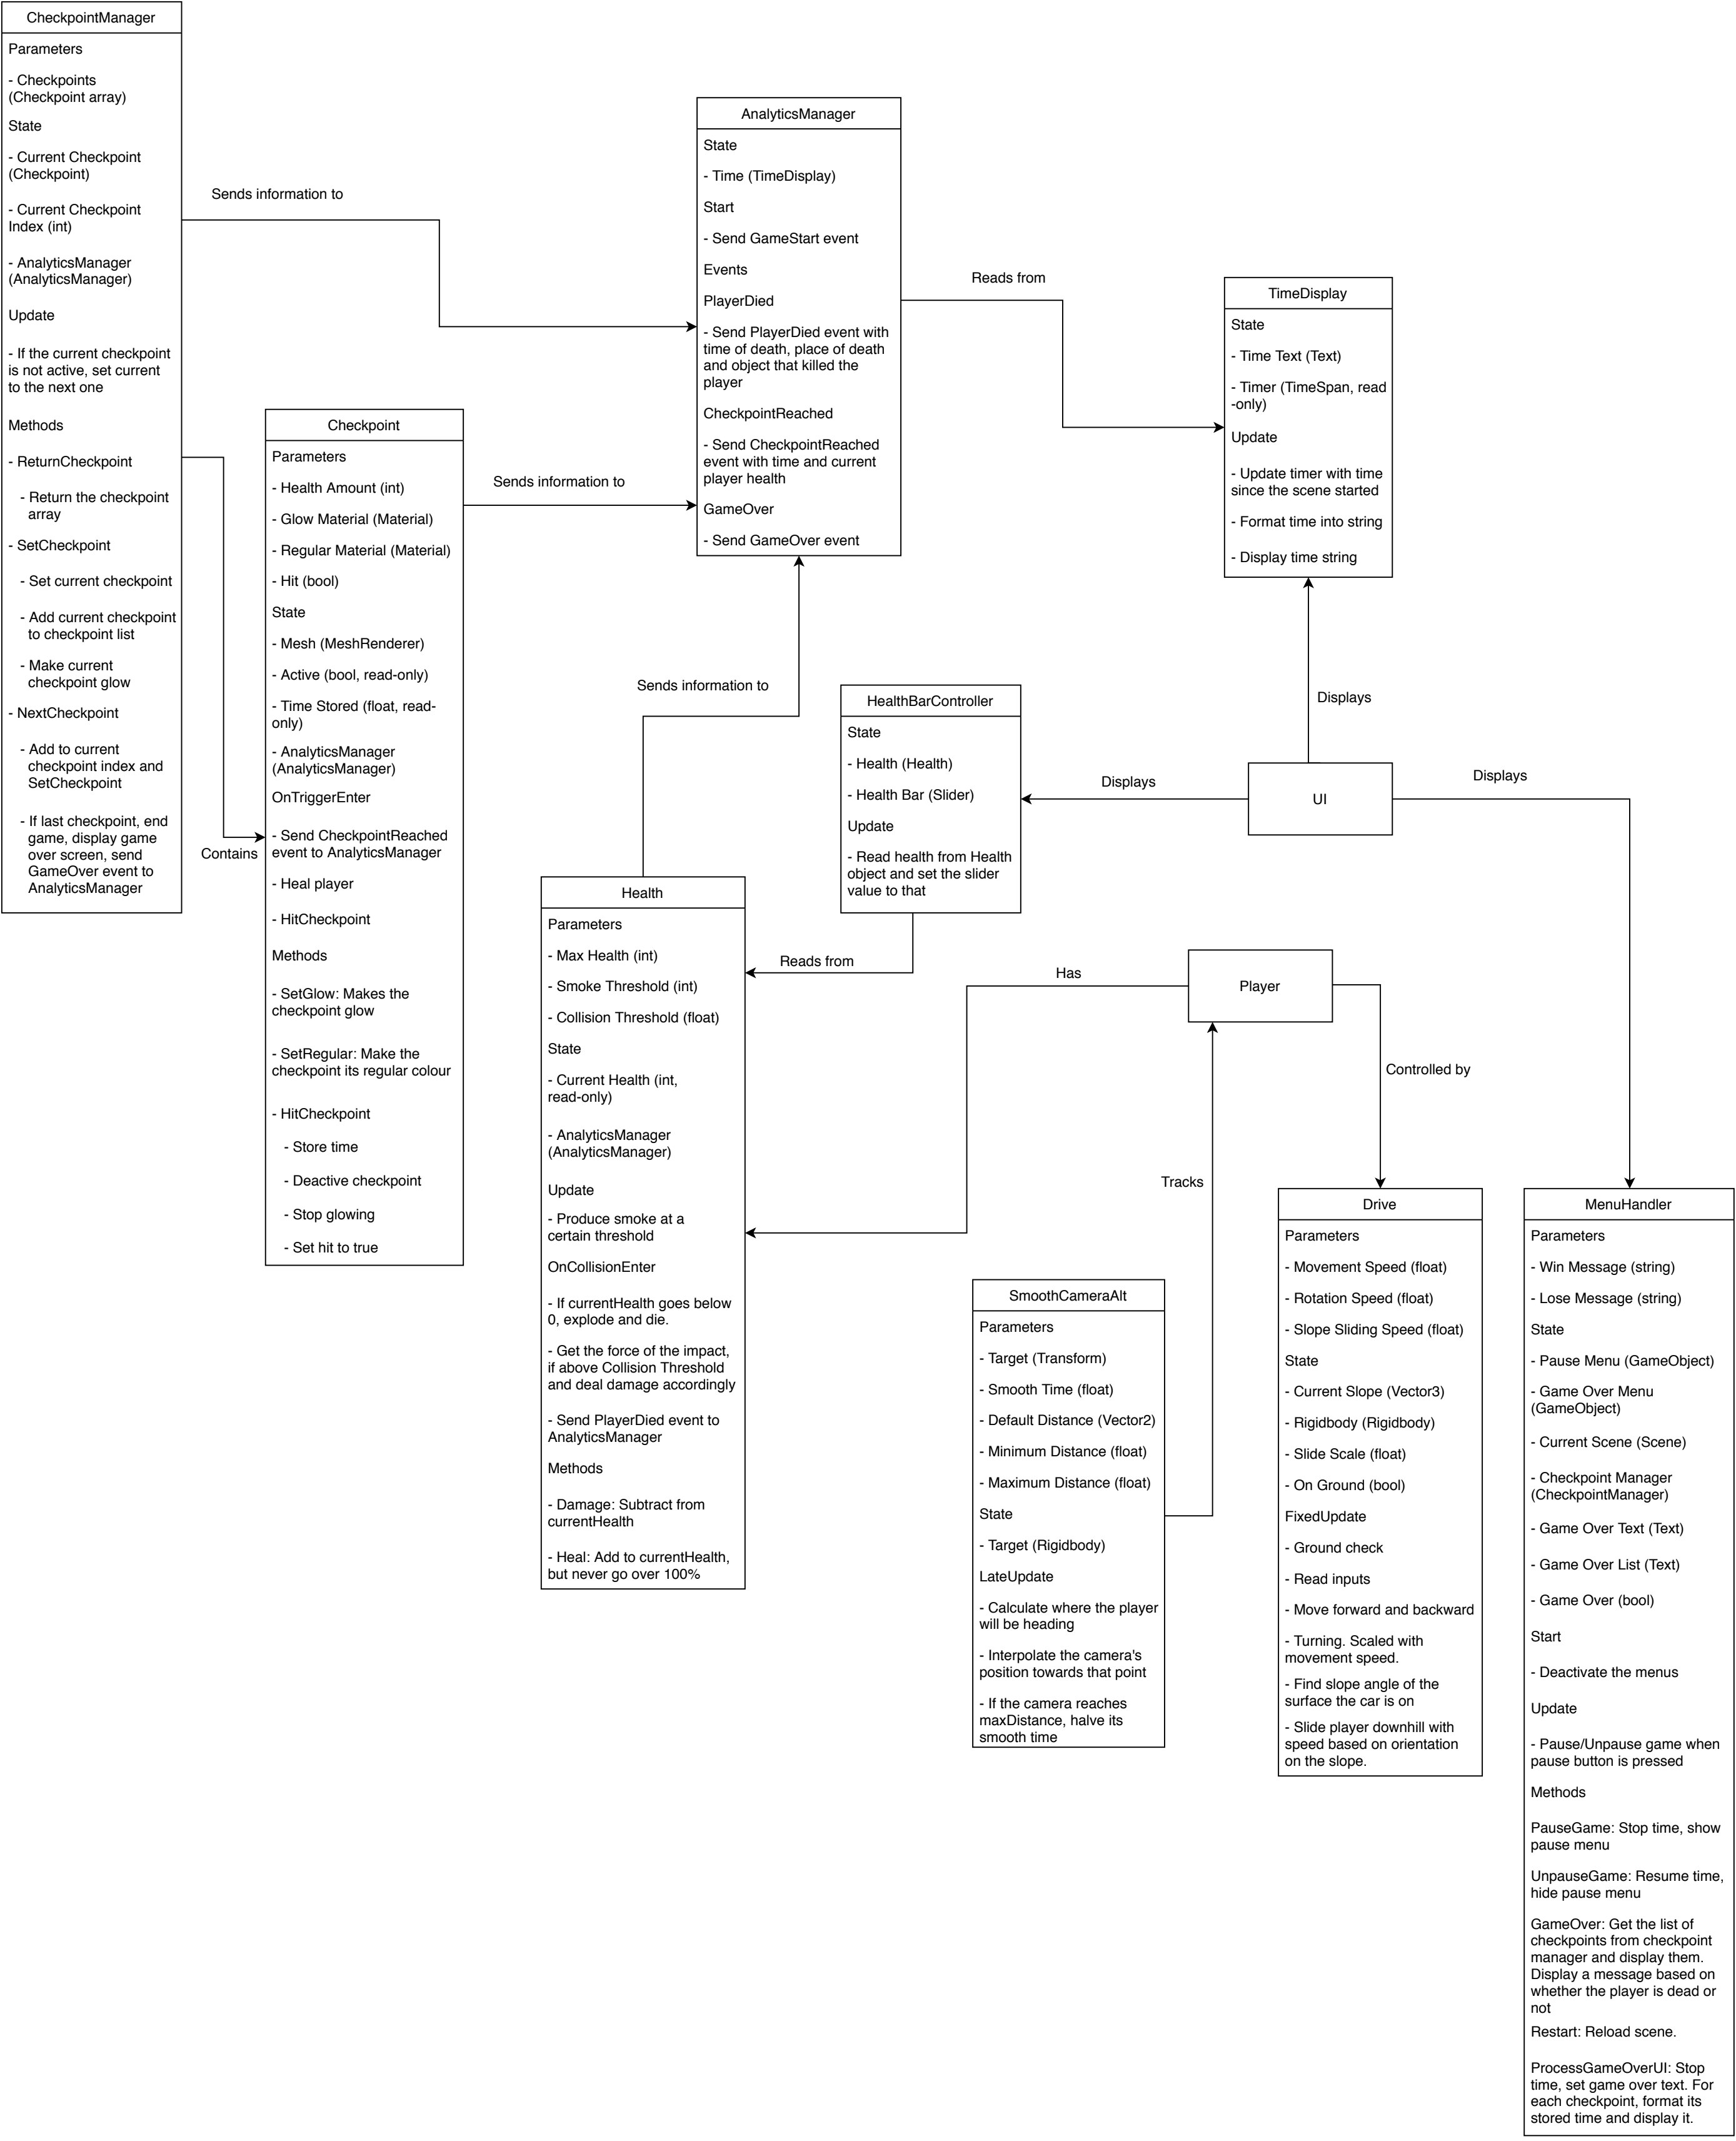 CheckpointManager
Parameters
- Checkpoints
(Checkpoint array)
State
- Current Checkpoint
(Checkpoint)
- Current Checkpoint
Index (int)
- AnalyticsManager
(AnalyticsManager)
Update
- If the current checkpoint
is not active, set current
to the next one
Methods
- ReturnCheckpoint
- Return the checkpoint
array
- SetCheckpoint
- Set current checkpoint
- Add current checkpoint
to checkpoint list
- Make current
checkpoint glow
- NextCheckpoint
- Add to current
checkpoint index and
SetCheckpoint
- If last checkpoint, end
game, display game
over screen, send
GameOver event to
AnalyticsManager
Sends information to
Contains
Checkpoint
Parameters
- Health Amount (int)
- Glow Material (Material)
- Regular Material (Material)
- Hit (bool)
State
- Mesh (MeshRenderer)
- Active (bool, read-only)
- Time Stored (float, read-
only)
- AnalyticsManager
(AnalyticsManager)
OnTriggerEnter
- Send CheckpointReached
event to AnalyticsManager
- Heal player
- HitCheckpoint
Methods
- SetGlow: Makes the
checkpoint glow
- SetRegular: Make the
checkpoint its regular colour
- HitCheckpoint
- Store time
- Deactive checkpoint
- Stop glowing
- Set hit to true
Sends information to
AnalyticsManager
State
- Time (TimeDisplay)
Start
- Send GameStart event
Events
PlayerDied
- Send PlayerDied event with
time of death, place of death
and object that killed the
player
CheckpointReached
- Send CheckpointReached
event with time and current
player health
GameOver
- Send GameOver event
Reads from
TimeDisplay
State
- Time Text (Text)
- Timer (TimeSpan, read
-only)
Update
- Update timer with time
since the scene started
- Format time into string
- Display time string
Sends information to
Displays
HealthBarController
State
- Health (Health)
- Health Bar (Slider)
Update
- Read health from Health
object and set the slider
value to that
Displays
UI
Displays
Reads from
Health
Parameters
- Max Health (int)
- Smoke Threshold (int)
- Collision Threshold (float)
State
- Current Health (int,
read-only)
- AnalyticsManager
(AnalyticsManager)
Update
- Produce smoke at a
certain threshold
OnCollisionEnter
- If currentHealth goes below
0, explode and die.
- Get the force of the impact,
if above Collision Threshold
and deal damage accordingly
- Send PlayerDied event to
AnalyticsManager
Methods
- Damage: Subtract from
currentHealth
- Heal: Add to currentHealth,
but never go over 100%
Has
Player
Controlled by
Tracks
SmoothCameraAlt
Parameters
- Target (Transform)
- Smooth Time (float)
- Default Distance (Vector2)
- Minimum Distance (float)
- Maximum Distance (float)
State
- Target (Rigidbody)
LateUpdate
- Calculate where the player
will be heading
- Interpolate the camera's
position towards that point
- If the camera reaches
maxDistance, halve its
smooth time
Drive
Parameters
- Movement Speed (float)
- Rotation Speed (float)
- Slope Sliding Speed (float)
State
- Current Slope (Vector3)
- Rigidbody (Rigidbody)
- Slide Scale (float)
- On Ground (bool)
FixedUpdate
- Ground check
- Read inputs
- Move forward and backward
- Turning. Scaled with
movement speed.
- Find slope angle of the
surface the car is on
- Slide player downhill with
speed based on orientation
on the slope.
MenuHandler
Parameters
- Win Message (string)
- Lose Message (string)
State
- Pause Menu (GameObject)
- Game Over Menu
(GameObject)
- Current Scene (Scene)
- Checkpoint Manager
(CheckpointManager)
- Game Over Text (Text)
- Game Over List (Text)
- Game Over (bool)
Start
- Deactivate the menus
Update
- Pause/Unpause game when
pause button is pressed
Methods
PauseGame: Stop time, show
pause menu
UnpauseGame: Resume time,
hide pause menu
GameOver: Get the list of
checkpoints from checkpoint
manager and display them.
Display a message based on
whether the player is dead or
not
Restart: Reload scene.
ProcessGameOverUI: Stop
time, set game over text. For
each checkpoint, format its
stored time and display it.